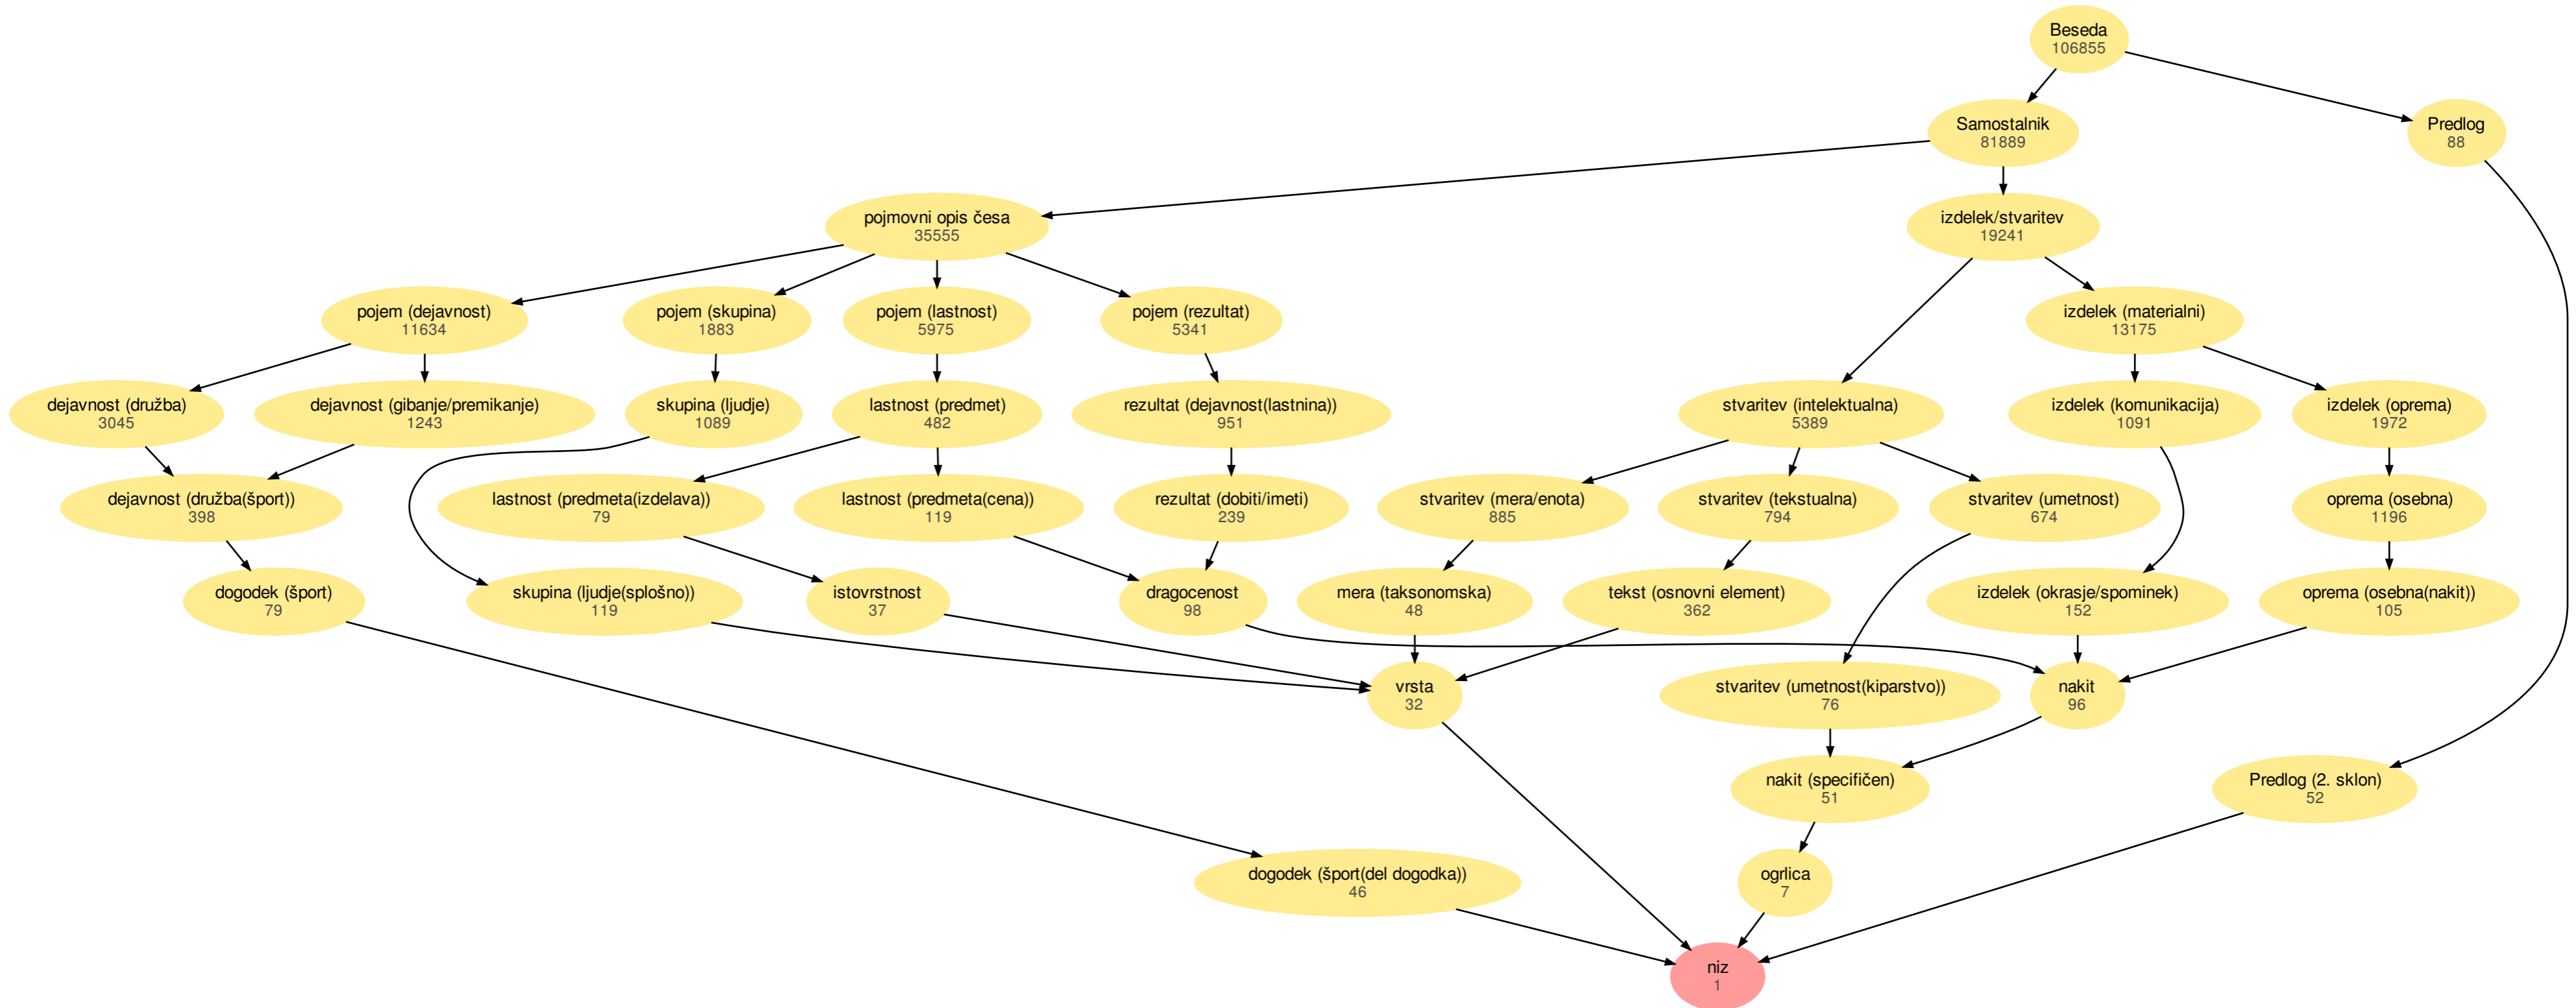 Beseda
106855
Samostalnik
81889
Predlog
88
pojmovni opis česa
35555
izdelek/stvaritev
19241
pojem (dejavnost)
11634
pojem (skupina)
1883
pojem (lastnost)
5975
pojem (rezultat)
5341
izdelek (materialni)
13175
dejavnost (družba)
3045
dejavnost (gibanje/premikanje)
1243
skupina (ljudje)
1089
lastnost (predmet)
482
rezultat (dejavnost(lastnina))
951
stvaritev (intelektualna)
5389
izdelek (komunikacija)
1091
izdelek (oprema)
1972
dejavnost (družba(šport))
398
lastnost (predmeta(izdelava))
79
lastnost (predmeta(cena))
119
rezultat (dobiti/imeti)
239
stvaritev (mera/enota)
885
stvaritev (tekstualna)
794
stvaritev (umetnost)
674
oprema (osebna)
1196
dogodek (šport)
79
skupina (ljudje(splošno))
119
istovrstnost
37
dragocenost
98
mera (taksonomska)
48
tekst (osnovni element)
362
izdelek (okrasje/spominek)
152
oprema (osebna(nakit))
105
vrsta
32
stvaritev (umetnost(kiparstvo))
76
nakit
96
nakit (specifičen)
51
Predlog (2. sklon)
52
dogodek (šport(del dogodka))
46
ogrlica
7
niz
1